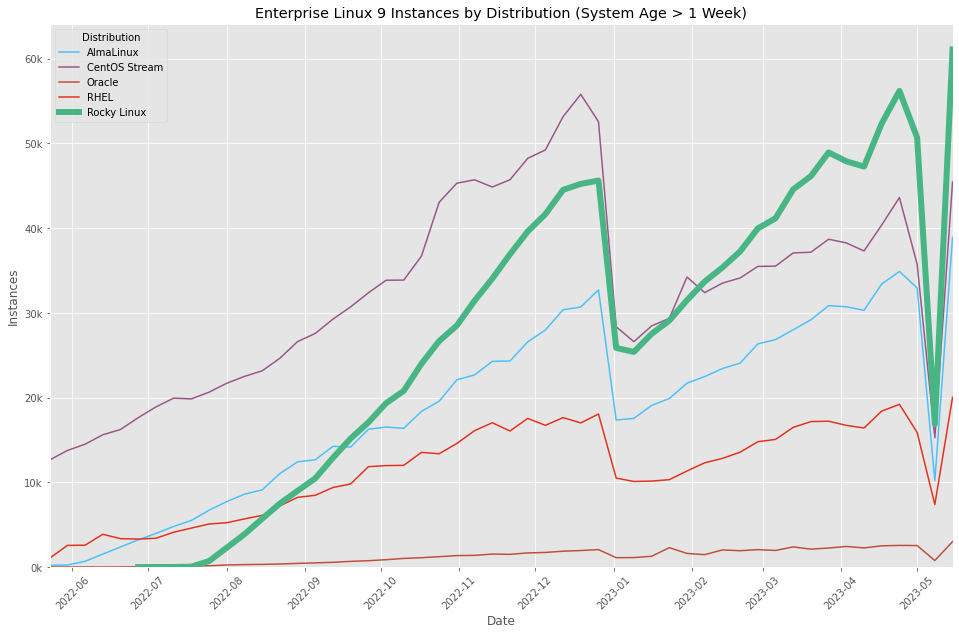 Enterprise Linux 9 Instances by Distribution (System Age > 1 Week)
Distribution
AlmaLinux
CentOS Stream
Oracle
RHEL
Rocky Linux
60k
50k
40k
30k
20k
10k
0k
Instances
2022-06
2022-07
2022-08
2022-09
2022-10
2022-11
2022-12
2023-01
2023-02
2023-03
2023-04
2023-05
Date